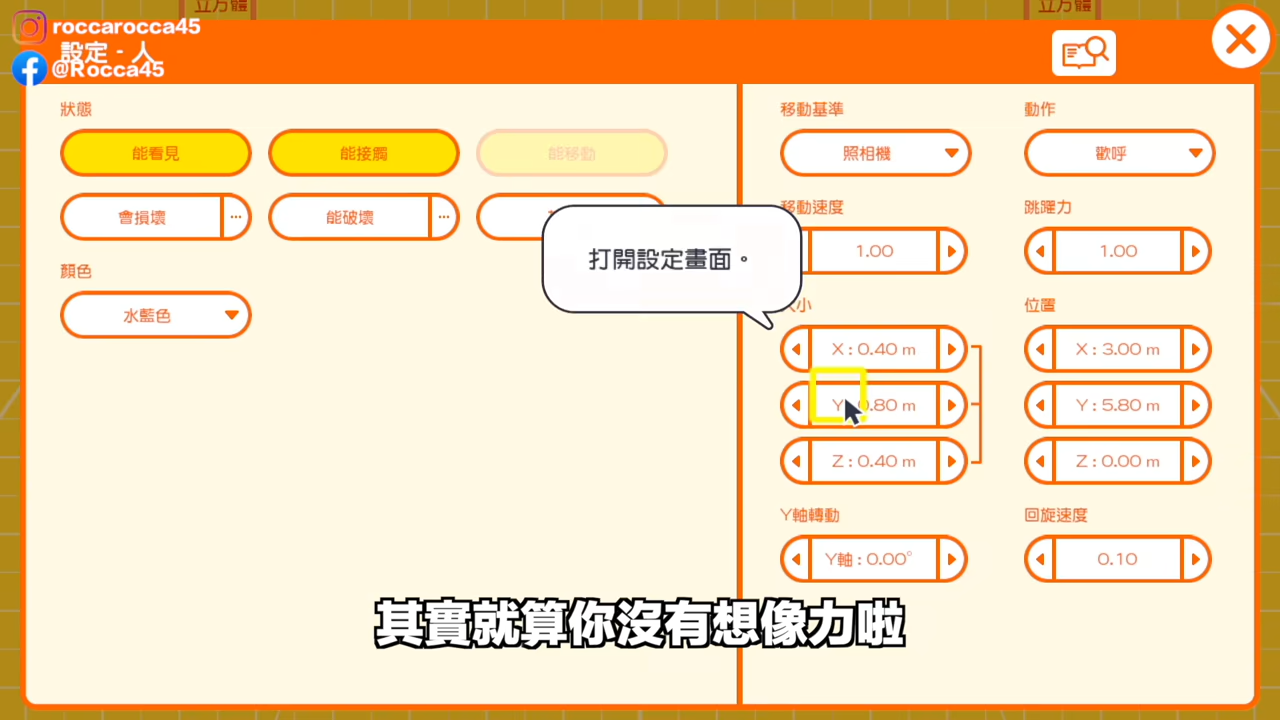 立方體
立方體
roccarocca45
設定 - 人
@Rocca45
狀態
能看見
能接觸
能移動
會損壞
...
能破壞
...
顏色
水藍色
打開設定畫面。
移動基準
照相機
動作
歡呼
移動速度
1.00
跳躍力
1.00
大小
X : 0.40 m
Y : 0.80 m
Z : 0.40 m
位置
X : 3.00 m
Y : 5.80 m
Z : 0.00 m
Y軸轉動
Y軸 : 0.00°
回旋速度
0.10
其實就算你沒有想像力啦